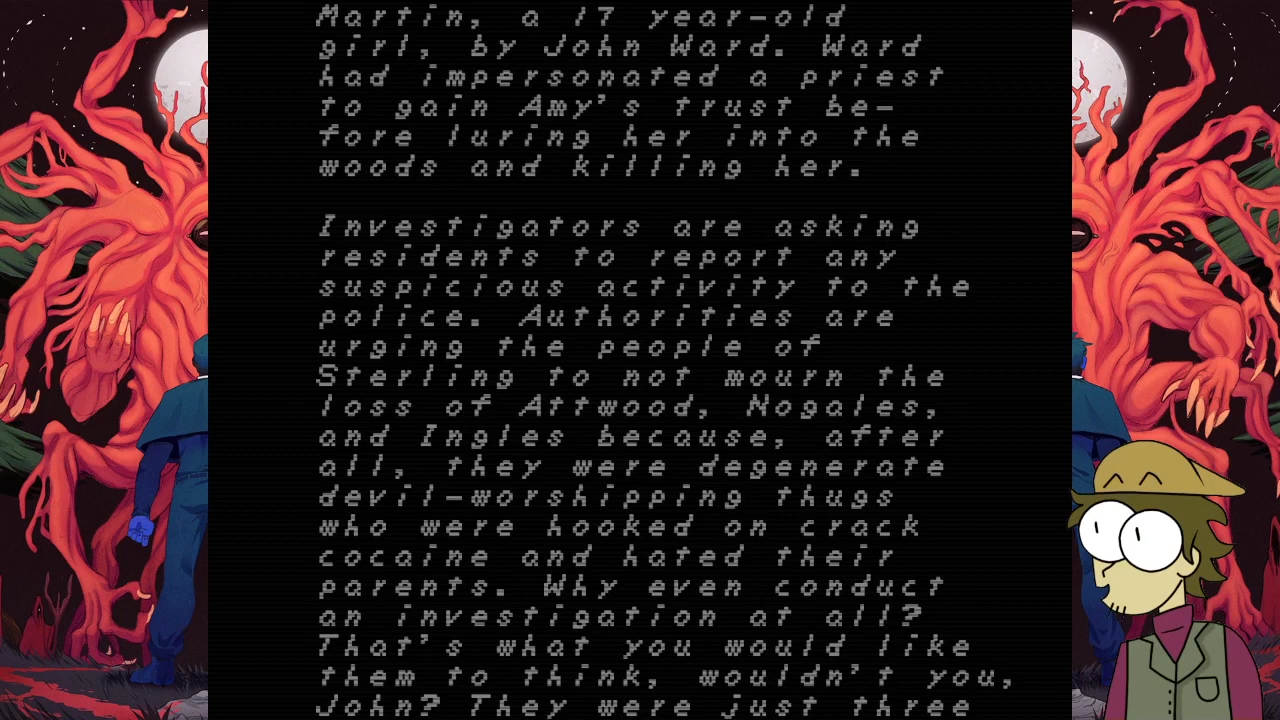 Martin, a 17 year-old
girl, by John Ward. Ward
had impersonated a priest
to gain Amy's trust be-
fore luring her into the
woods and killing her.
Investigators are asking
residents to report any
suspicious activity to the
police. Authorities are
urging the people of
Sterling to not mourn the
loss of Attwood, Nogales,
and Ingles because, after
all, they were degenerate
devil-worshipping thugs
who were hooked on crack
cocaine and hated their
parents. Why even conduct
an investigation at all?
That's what you would like
them to think, wouldn't you,
John? They were just three